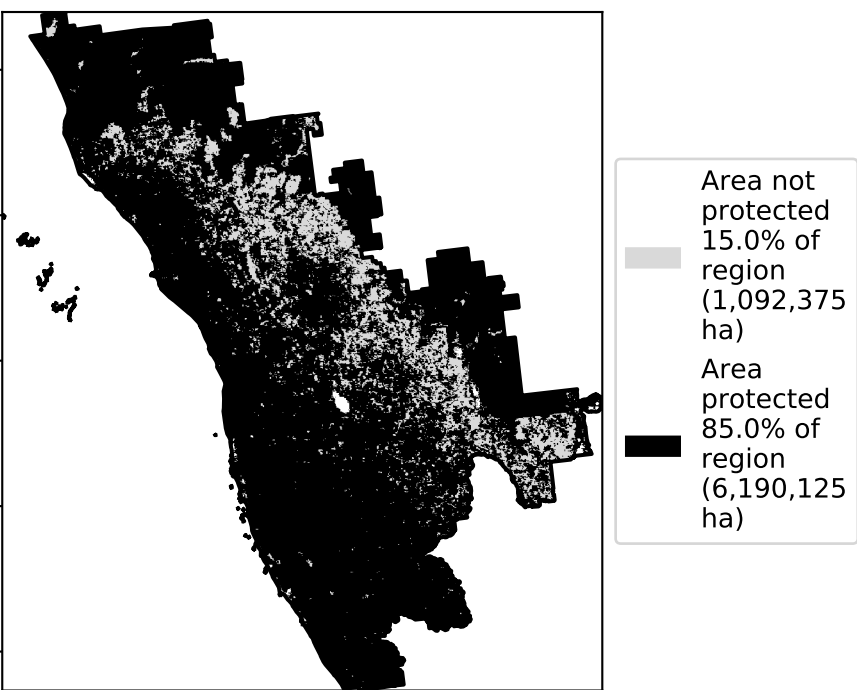 Area not
protected
15.0% of
region
(1,092,375
ha)
Area
protected
85.0% of
region
(6,190,125
ha)